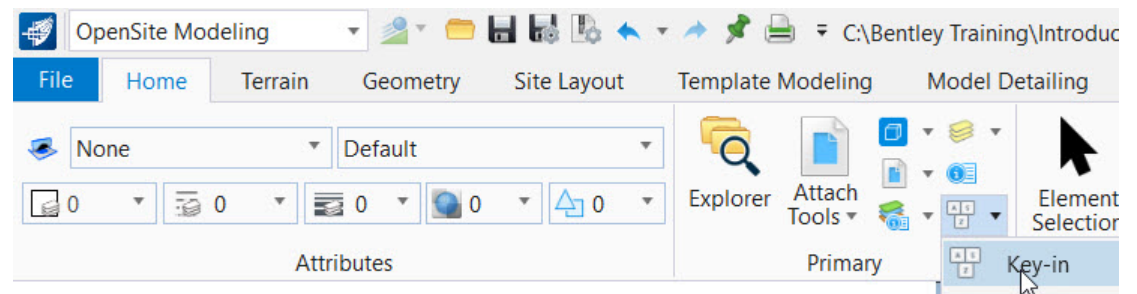 OpenSite Modeling C:\Bentley Training\Introduc
File Home Terrain Geometry Site Layout Template Modeling Model Detailing
None Default
0 0 0 0 0
Explorer Attach Tools Element Selection
Attributes Primary Key-in